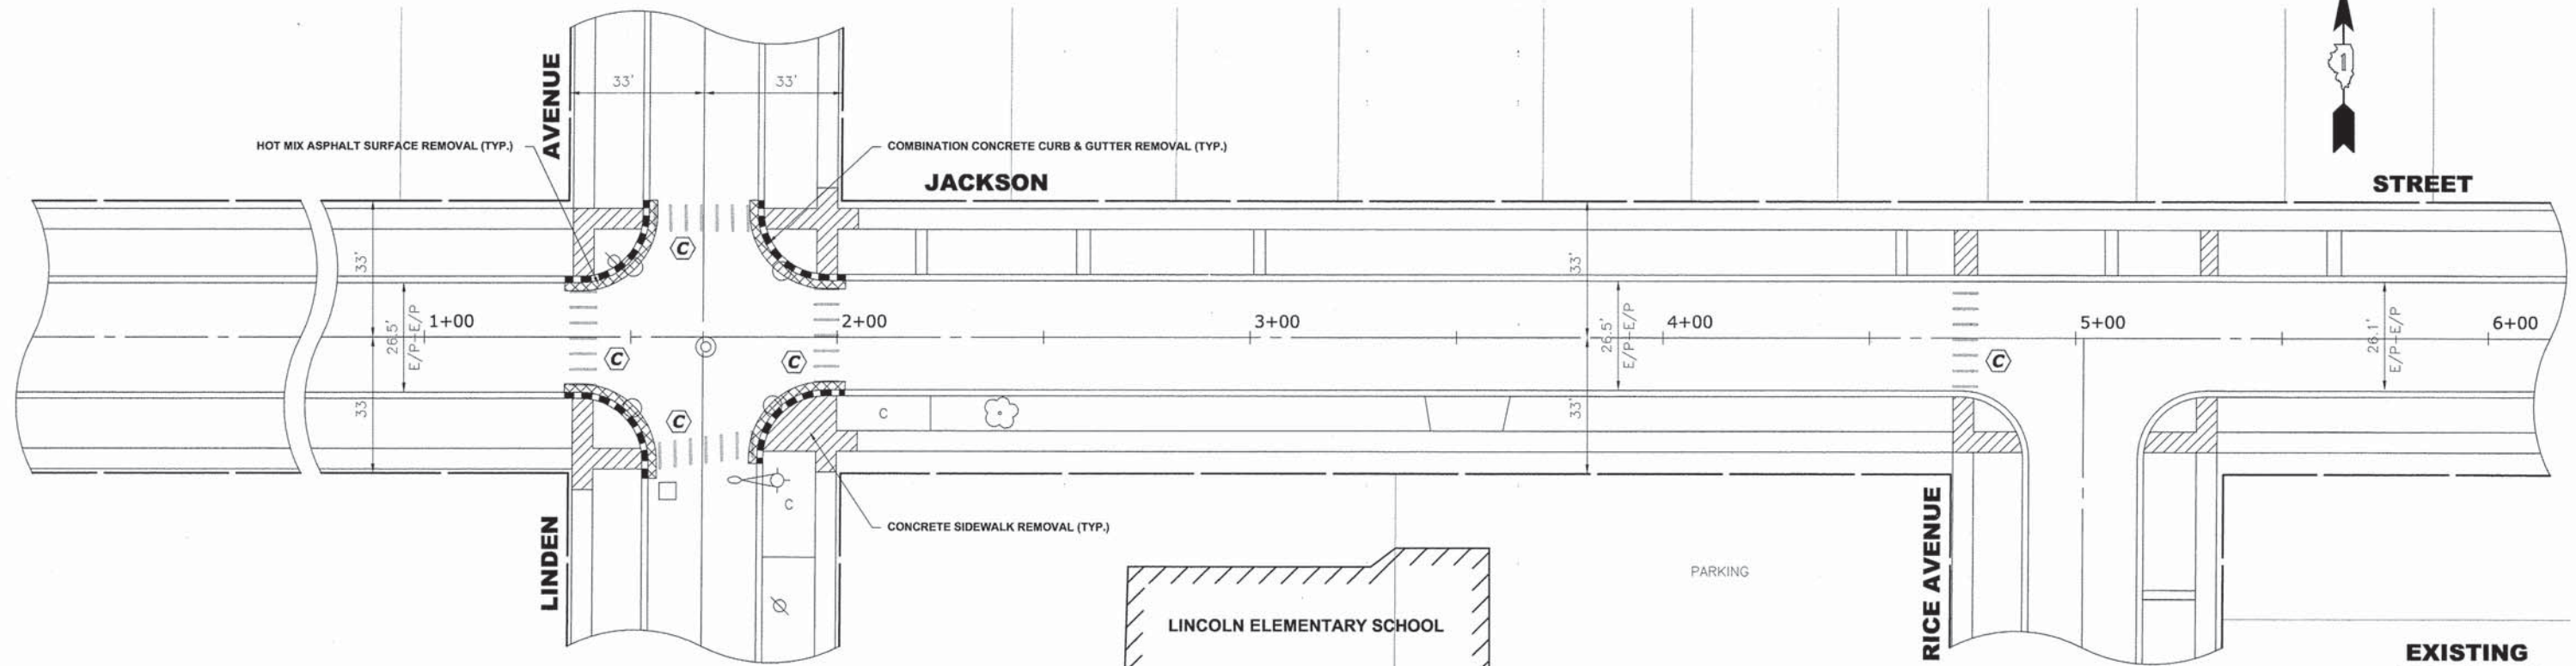 AVENUE
33'
33'
HOT MIX ASPHALT SURFACE REMOVAL (TYP.)
COMBINATION CONCRETE CURB & GUTTER REMOVAL (TYP.)
JACKSON
STREET
1
C
33'
33'
26.5'
E/P-E/P
1+00
2+00
3+00
4+00
5+00
6+00
26.5'
E/P-E/P
26.1'
E/P-E/P
C
C
C
C
33'
33'
C
C
CONCRETE SIDEWALK REMOVAL (TYP.)
LINDEN
RICE AVENUE
PARKING
LINCOLN ELEMENTARY SCHOOL
EXISTING